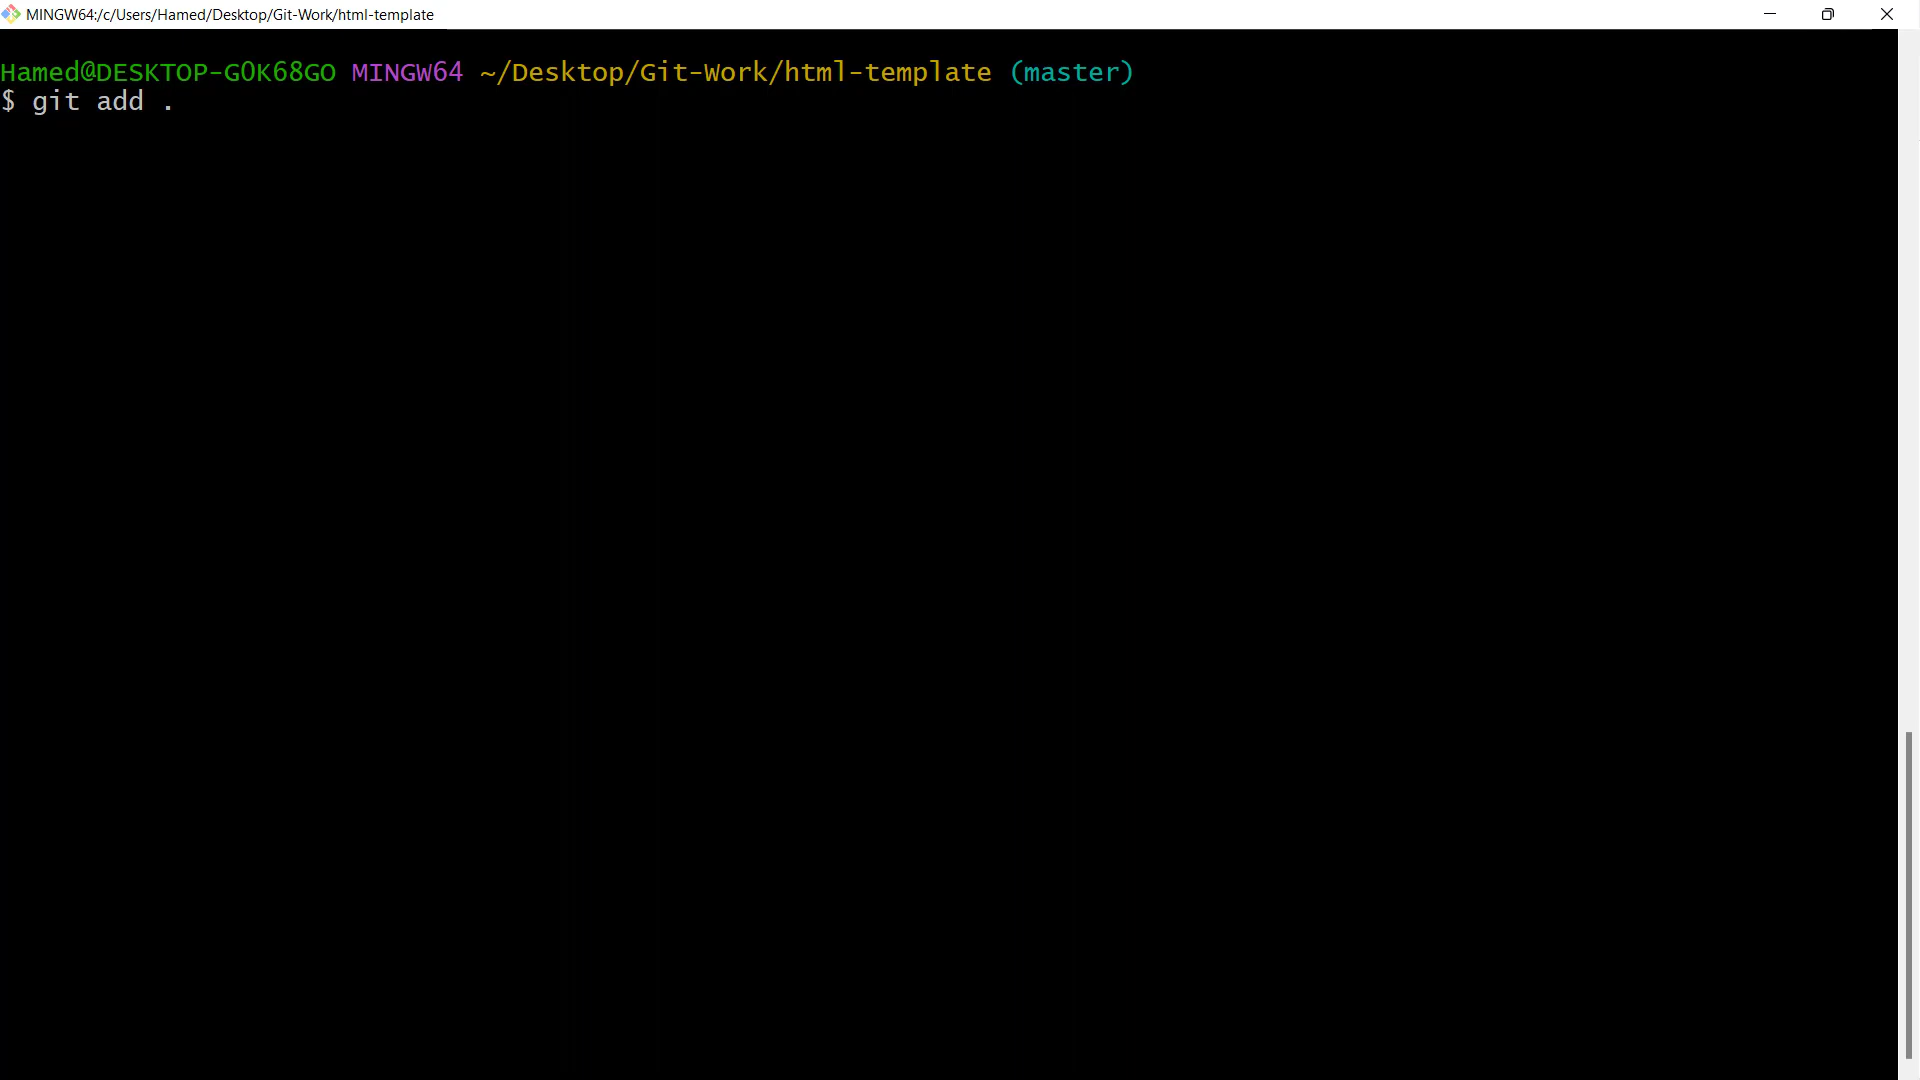 MINGW64:/c/Users/Hamed/Desktop/Git-Work/html-template
Hamed@DESKTOP-G0K68GO MINGW64 ~/Desktop/Git-Work/html-template (master)
$ git add .